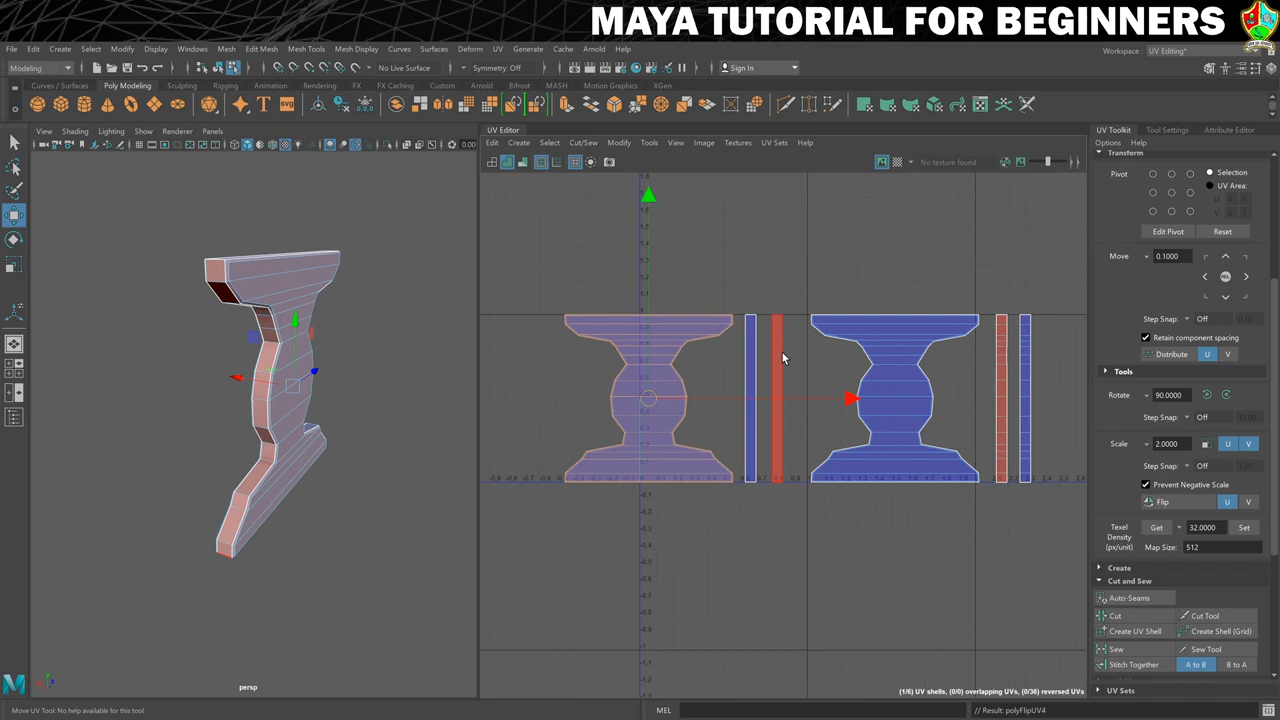 MAYA TUTORIAL FOR BEGINNERS
File Edit Create Select Modify Display Windows Mesh Edit Mesh Mesh Tools Mesh Display Curves Surfaces Deform UV Generate Cache Arnold Help
Workspace : UV Editing*
Modeling No Live Surface Symmetry: Off Sign In
Curves / Surfaces Poly Modeling Sculpting Rigging Animation Rendering FX FX Caching Custom Arnold Bifrost MASH Motion Graphics XGen
View Shading Lighting Show Renderer Panels
0.00
persp
UV Editor
Edit Create Select Cut/Sew Modify Tools View Image Textures UV Sets Help
No texture found
(1/6) UV shells, (0/0) overlapping UVs, (0/36) reversed UVs
UV Toolkit Tool Settings Attribute Editor
Options Help
Transform
Pivot Selection
UV Area:
U 0 1
V 0 1
Edit Pivot Reset
Move 0.1000
Step Snap: Off
Retain component spacing
Distribute U V
Tools
Rotate 90.0000
Step Snap: Off
Scale 2.0000 U V
Step Snap: Off
Prevent Negative Scale
Flip U V
Texel Density (px/unit) Get 32.0000 Set
Map Size: 512
Create
Cut and Sew
Auto-Seams
Cut Cut Tool
Create UV Shell Create Shell (Grid)
Sew Sew Tool
Stitch Together A to B B to A
UV Sets
Move UV Tool: No help available for this tool
MEL
// Result: polyFlipUV4